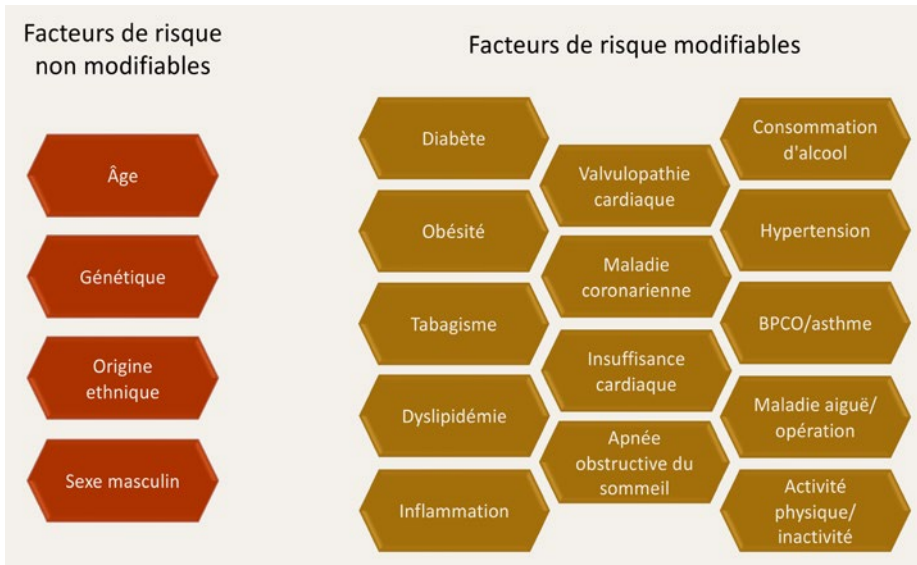 Facteurs de risque
non modifiables
Âge
Génétique
Origine
ethnique
Sexe masculin
Facteurs de risque modifiables
Diabète
Obésité
Tabagisme
Dyslipidémie
Inflammation
Valvulopathie
cardiaque
Maladie
coronarienne
Insuffisance
cardiaque
Apnée
obstructive du
sommeil
Consommation
d'alcool
Hypertension
BPCO/asthme
Maladie aiguë/
opération
Activité
physique/
inactivité